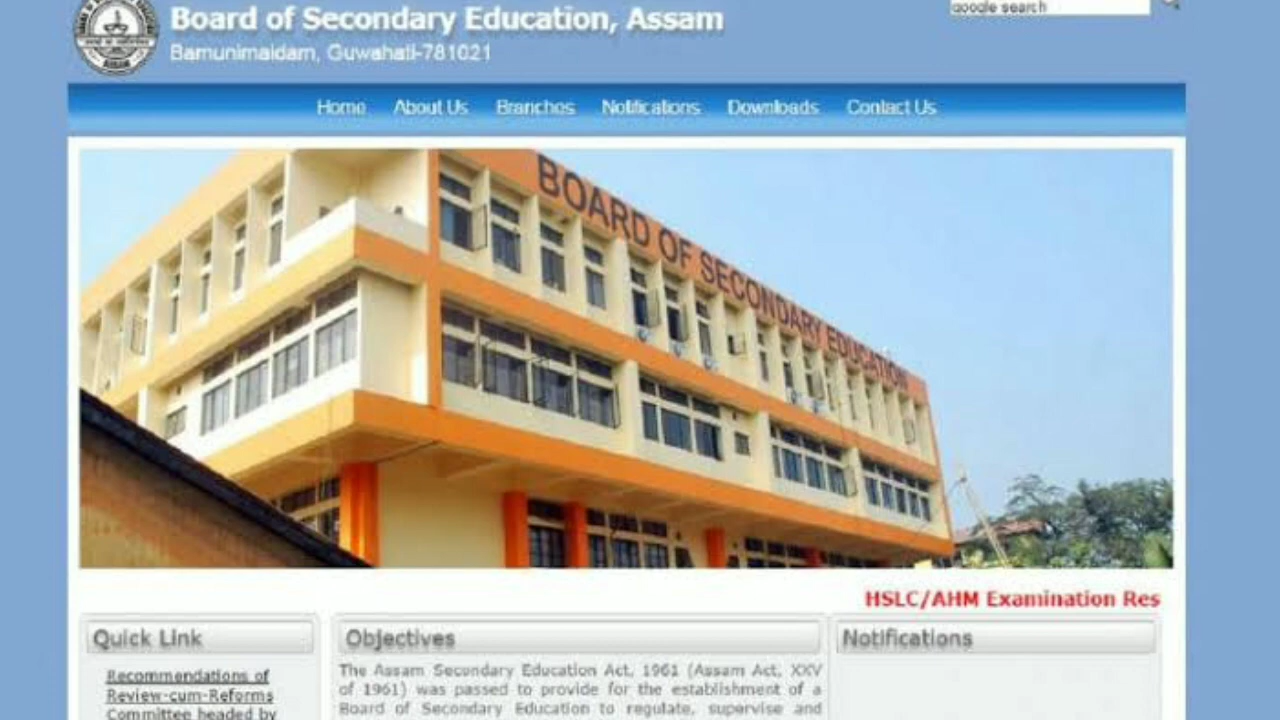 Board of Secondary Education, Assam
Bamunimaidam, Guwahati-781021
google search
Home About Us Branches Notifications Downloads Contact Us
BOARD OF SECONDARY EDUCATION
HSLC/AHM Examination Res
Quick Link
Recommendations of
Review-cum-Reforms
Committee headed by
Objectives
The Assam Secondary Education Act, 1961 (Assam Act, XXV
of 1961) was passed to provide for the establishment of a
Board of Secondary Education to regulate, supervise and
Notifications